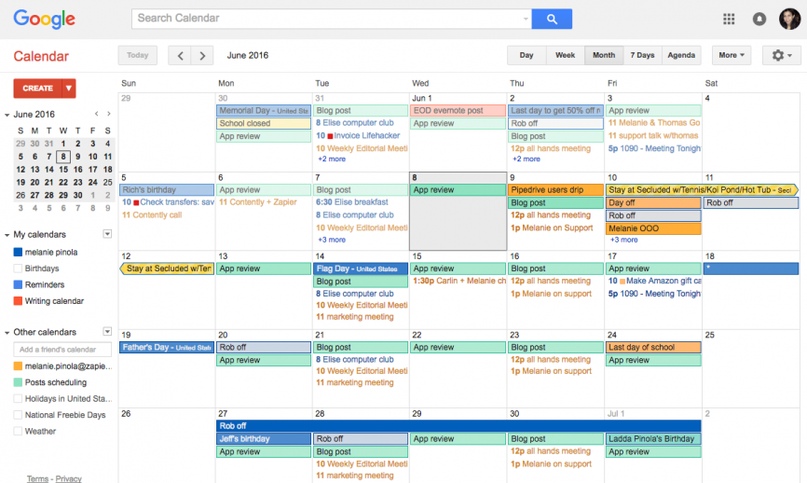 Google
Search Calendar
Calendar
Today
June 2016
Day
Week
Month
7 Days
Agenda
More
CREATE
June 2016
S M T W T F S
29 30 31 1 2 3 4
5 6 7 8 9 10 11
12 13 14 15 16 17 18
19 20 21 22 23 24 25
26 27 28 29 30 1 2
My calendars
melanie pinola
Birthdays
Reminders
Writing calendar
Other calendars
Add a friend's calendar
melanie.pinola@zapie...
Posts scheduling
Holidays in United Sta...
National Freebie Days
Weather
Terms - Privacy
Sun Mon Tue Wed Thu Fri Sat
29 30 31 Jun 1 2 3 4
Memorial Day - United Sta
School closed
App review
Blog post
8 Elise computer club
10 Invoice Lifehacker
10 Weekly Editorial Meeti
+2 more
EOD evernote post
App review
Last day to get 50% off
Rob off
Blog post
12p all hands meeting
+2 more
App review
11 Melanie & Thomas Go
11 support talk w/thomas
5p 1090 - Meeting Tonigh
5 6 7 8 9 10 11
Rich's birthday
10 Check transfers: sav
11 Contently call
App review
11 Contently + Zapier
Blog post
6:30 Elise breakfast
8 Elise computer club
10 Weekly Editorial Meeti
+3 more
App review
Pipedrive users drip
Blog post
12p all hands meeting
1p Melanie on Support
Stay at Secluded w/Tennis/Koi Pond/Hot Tub - Secl
Day off
Rob off
Melanie OOO
+3 more
Rob off
12 13 14 15 16 17 18
Stay at Secluded w/Ten
App review
Flag Day - United States
Blog post
8 Elise computer club
10 Weekly Editorial Meeti
11 marketing meeting
App review
1:30p Carlin + Melanie ch
Blog post
12p all hands meeting
1p Melanie on support
App review
10 Make Amazon gift ca
5p 1090 - Meeting Tonigh
19 20 21 22 23 24 25
Father's Day - United Stat
Rob off
App review
Blog post
8 Elise computer club
10 Weekly Editorial Meeti
11 marketing meeting
App review
Blog post
12p all hands meeting
1p Melanie on support
Last day of school
App review
26 27 28 29 30 Jul 1 2
Rob off
Jeff's birthday
App review
Rob off
Blog post
10 Weekly Editorial Meeti
11 marketing meeting
App review
Blog post
12p all hands meeting
1p Melanie on support
Ladda Pinola's Birthday
App review